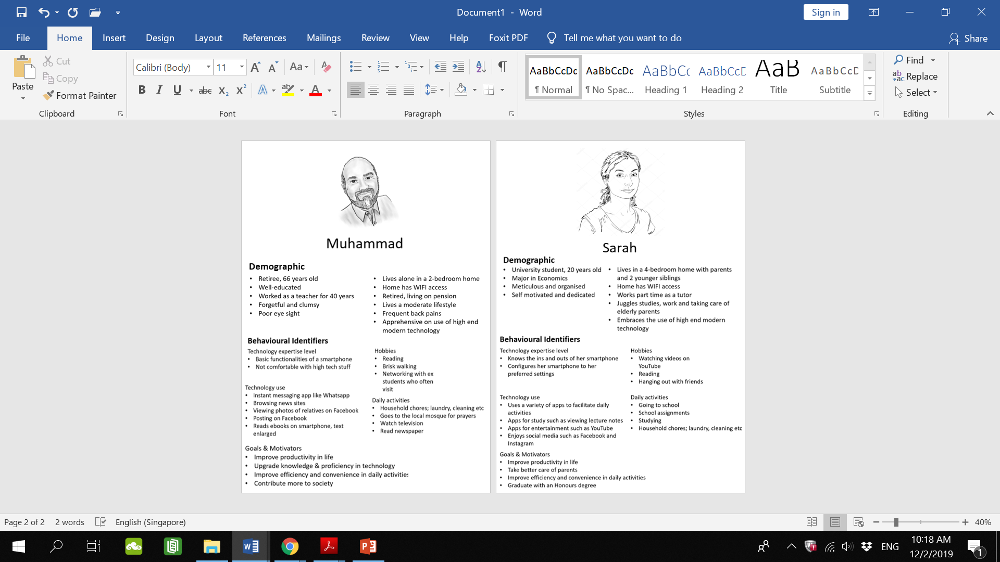 Document1 - Word
Sign in
File
Home
Insert
Design
Layout
References
Mailings
Review
View
Help
Foxit PDF
Tell me what you want to do
Share
Paste
Cut
Copy
Format Painter
Clipboard
Calibri (Body)
11
Aa
B I U abc X₂ X²
A
ab
A
Font
Paragraph
AaBbCcDc
¶ Normal
AaBbCcDc
¶ No Spac...
AaBbCc
Heading 1
AaBbCcD
Heading 2
AaB
Title
AaBbCcD
Subtitle
Styles
Find
Replace
Select
Editing
Muhammad
Demographic
• Retiree, 66 years old
• Well-educated
• Worked as a teacher for 40 years
• Forgetful and clumsy
• Poor eye sight
• Lives alone in a 2-bedroom home
• Home has WIFI access
• Retired, living on pension
• Lives a moderate lifestyle
• Frequent back pains
• Apprehensive on use of high end
modern technology
Behavioural Identifiers
Technology expertise level
• Basic functionalities of a smartphone
• Not comfortable with high tech stuff
Hobbies
• Reading
• Brisk walking
• Networking with ex
students who often
visit
Technology use
• Instant messaging app like Whatsapp
• Browsing news sites
• Viewing photos of relatives on Facebook
• Posting on Facebook
• Reads ebooks on smartphone, text
enlarged
Daily activities
• Household chores; laundry, cleaning etc
• Goes to the local mosque for prayers
• Watch television
• Read newspaper
Goals & Motivators
• Improve productivity in life
• Upgrade knowledge & proficiency in technology
• Improve efficiency and convenience in daily activities
• Contribute more to society
Sarah
Demographic
• University student, 20 years old
• Major in Economics
• Meticulous and organised
• Self motivated and dedicated
• Lives in a 4-bedroom home with parents
and 2 younger siblings
• Home has WIFI access
• Works part time as a tutor
• Juggles studies, work and taking care of
elderly parents
• Embraces the use of high end modern
technology
Behavioural Identifiers
Technology expertise level
• Knows the ins and outs of her smartphone
• Configures her smartphone to her
preferred settings
Hobbies
• Watching videos on
YouTube
• Reading
• Hanging out with friends
Technology use
• Uses a variety of apps to facilitate daily
activities
• Apps for study such as viewing lecture notes
• Apps for entertainment such as YouTube
• Enjoys social media such as Facebook and
Instagram
Daily activities
• Going to school
• School assignments
• Studying
• Household chores; laundry, cleaning etc
Goals & Motivators
• Improve productivity in life
• Take better care of parents
• Improve efficiency and convenience in daily activities
• Graduate with an Honours degree
Page 2 of 2
2 words
English (Singapore)
40%
ENG
10:18 AM
12/2/2019
1